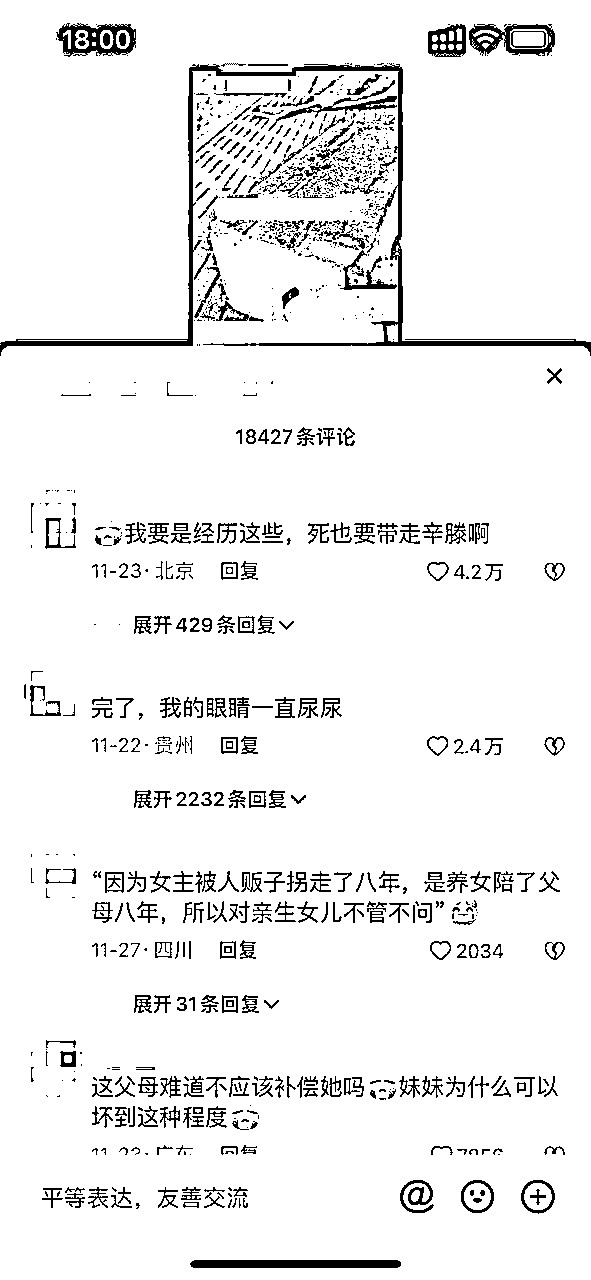 18:00
18427条评论
我要是经历这些，死也要带走辛滕啊
11-23·北京 回复 4.2万
展开429条回复
完了，我的眼睛一直尿尿
11-22·贵州 回复 2.4万
展开2232条回复
“因为女主被人贩子拐走了八年，是养女陪了父
母八年，所以对亲生女儿不管不问”
11-27·四川 回复 2034
展开31条回复
这父母难道不应该补偿她吗妹妹为什么可以
坏到这种程度
11-23·广东 回复 7856
平等表达，友善交流